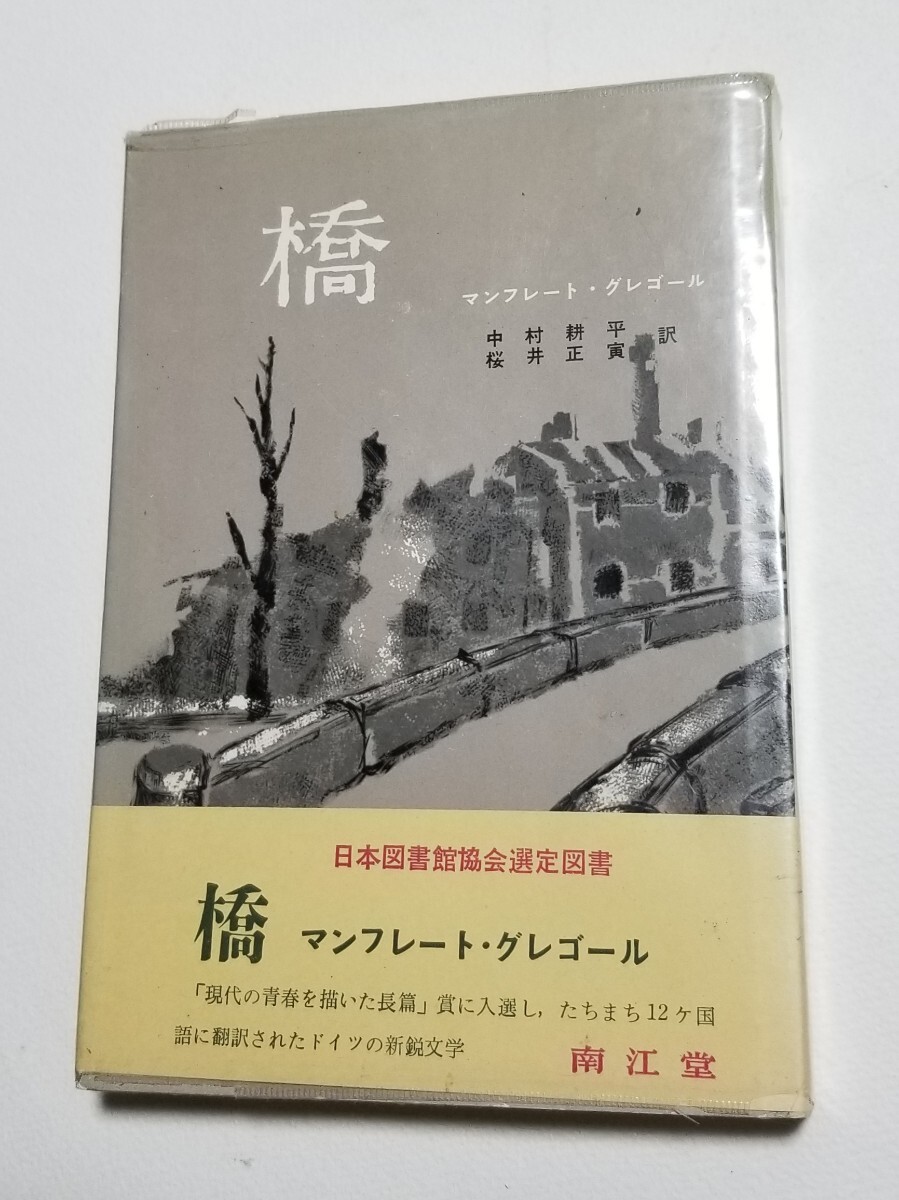 橋
マンフレート・グレゴール
中村耕平
桜井正寅 訳
日本図書館協会選定図書
橋 マンフレート・グレゴール
「現代の青春を描いた長篇」賞に入選し，たちまち12ケ国
語に翻訳されたドイツの新鋭文学
南江堂